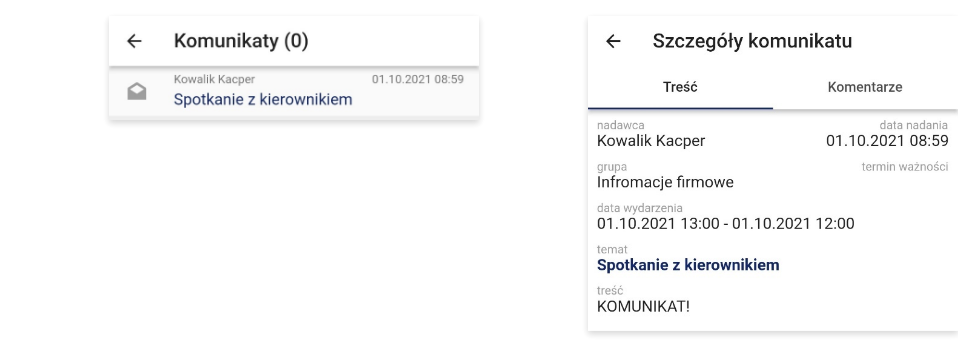 Komunikaty (0)
Kowalik Kacper 01.10.2021 08:59
Spotkanie z kierownikiem
Szczegóły komunikatu
Treść Komentarze
nadawca data nadania
Kowalik Kacper 01.10.2021 08:59
grupa termin ważności
Infromacje firmowe
data wydarzenia
01.10.2021 13:00 - 01.10.2021 12:00
temat
Spotkanie z kierownikiem
treść
KOMUNIKAT!